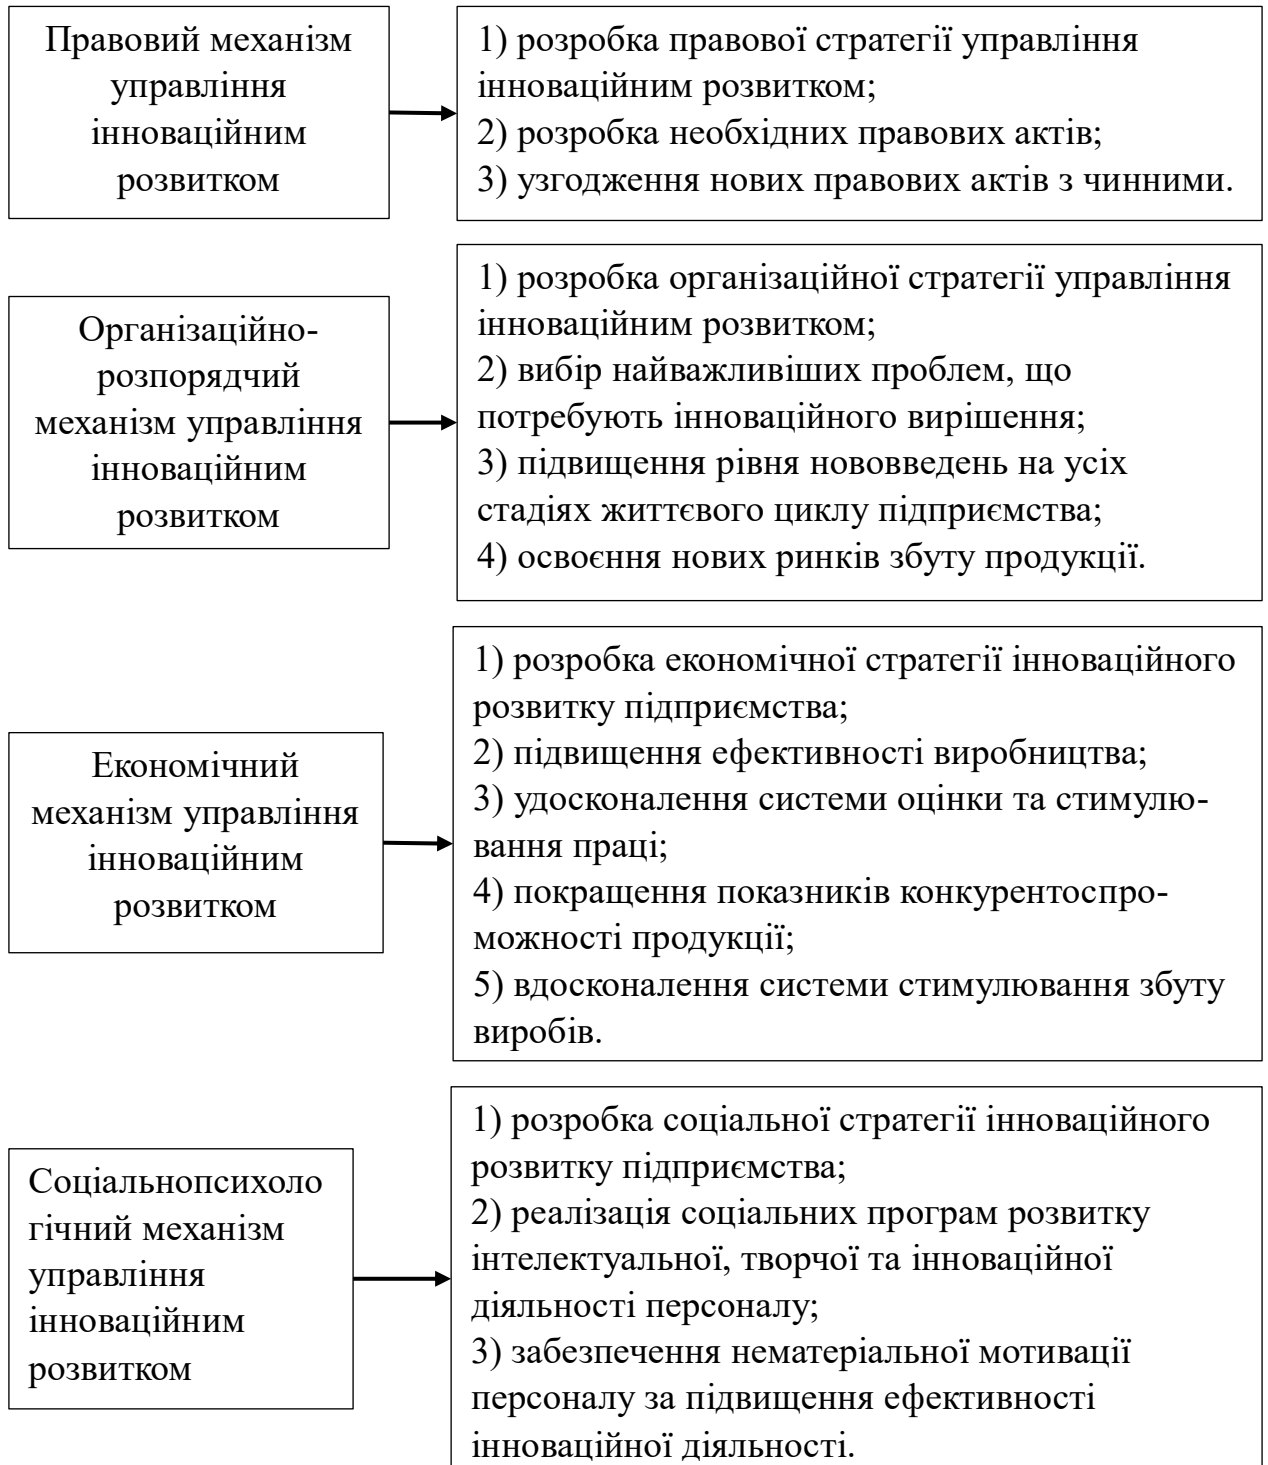 Правовий механізм
управління
інноваційним
розвитком
1) розробка правової стратегії управління
інноваційним розвитком;
2) розробка необхідних правових актів;
3) узгодження нових правових актів з чинними.
Організаційно-
розпорядчий
механізм управління
інноваційним
розвитком
1) розробка організаційної стратегії управління
інноваційним розвитком;
2) вибір найважливіших проблем, що
потребують інноваційного вирішення;
3) підвищення рівня нововведень на усіх
стадіях життєвого циклу підприємства;
4) освоєння нових ринків збуту продукції.
Економічний
механізм управління
інноваційним
розвитком
1) розробка економічної стратегії інноваційного
розвитку підприємства;
2) підвищення ефективності виробництва;
3) удосконалення системи оцінки та стимулю-
вання праці;
4) покращення показників конкурентоспро-
можності продукції;
5) вдосконалення системи стимулювання збуту
виробів.
Соціальнопсихоло
гічний механізм
управління
інноваційним
розвитком
1) розробка соціальної стратегії інноваційного
розвитку підприємства;
2) реалізація соціальних програм розвитку
інтелектуальної, творчої та інноваційної
діяльності персоналу;
3) забезпечення нематеріальної мотивації
персоналу за підвищення ефективності
інноваційної діяльності.